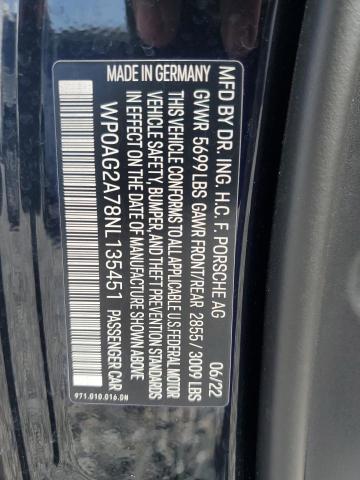 MFD BY DR. ING. H.C. F. PORSCHE AG
GVWR 5699 LBS GAWR FRONT/REAR 2855 / 3009 LBS 06/22
THIS VEHICLE CONFORMS TO ALL APPLICABLE U.S. FEDERAL MOTOR
VEHICLE SAFETY, BUMPER, AND THEFT PREVENTION STANDARDS
IN EFFECT ON THE DATE OF MANUFACTURE SHOWN ABOVE
MADE IN GERMANY
WP0AG2A78NL135451 PASSENGER CAR
971.010.016.DN